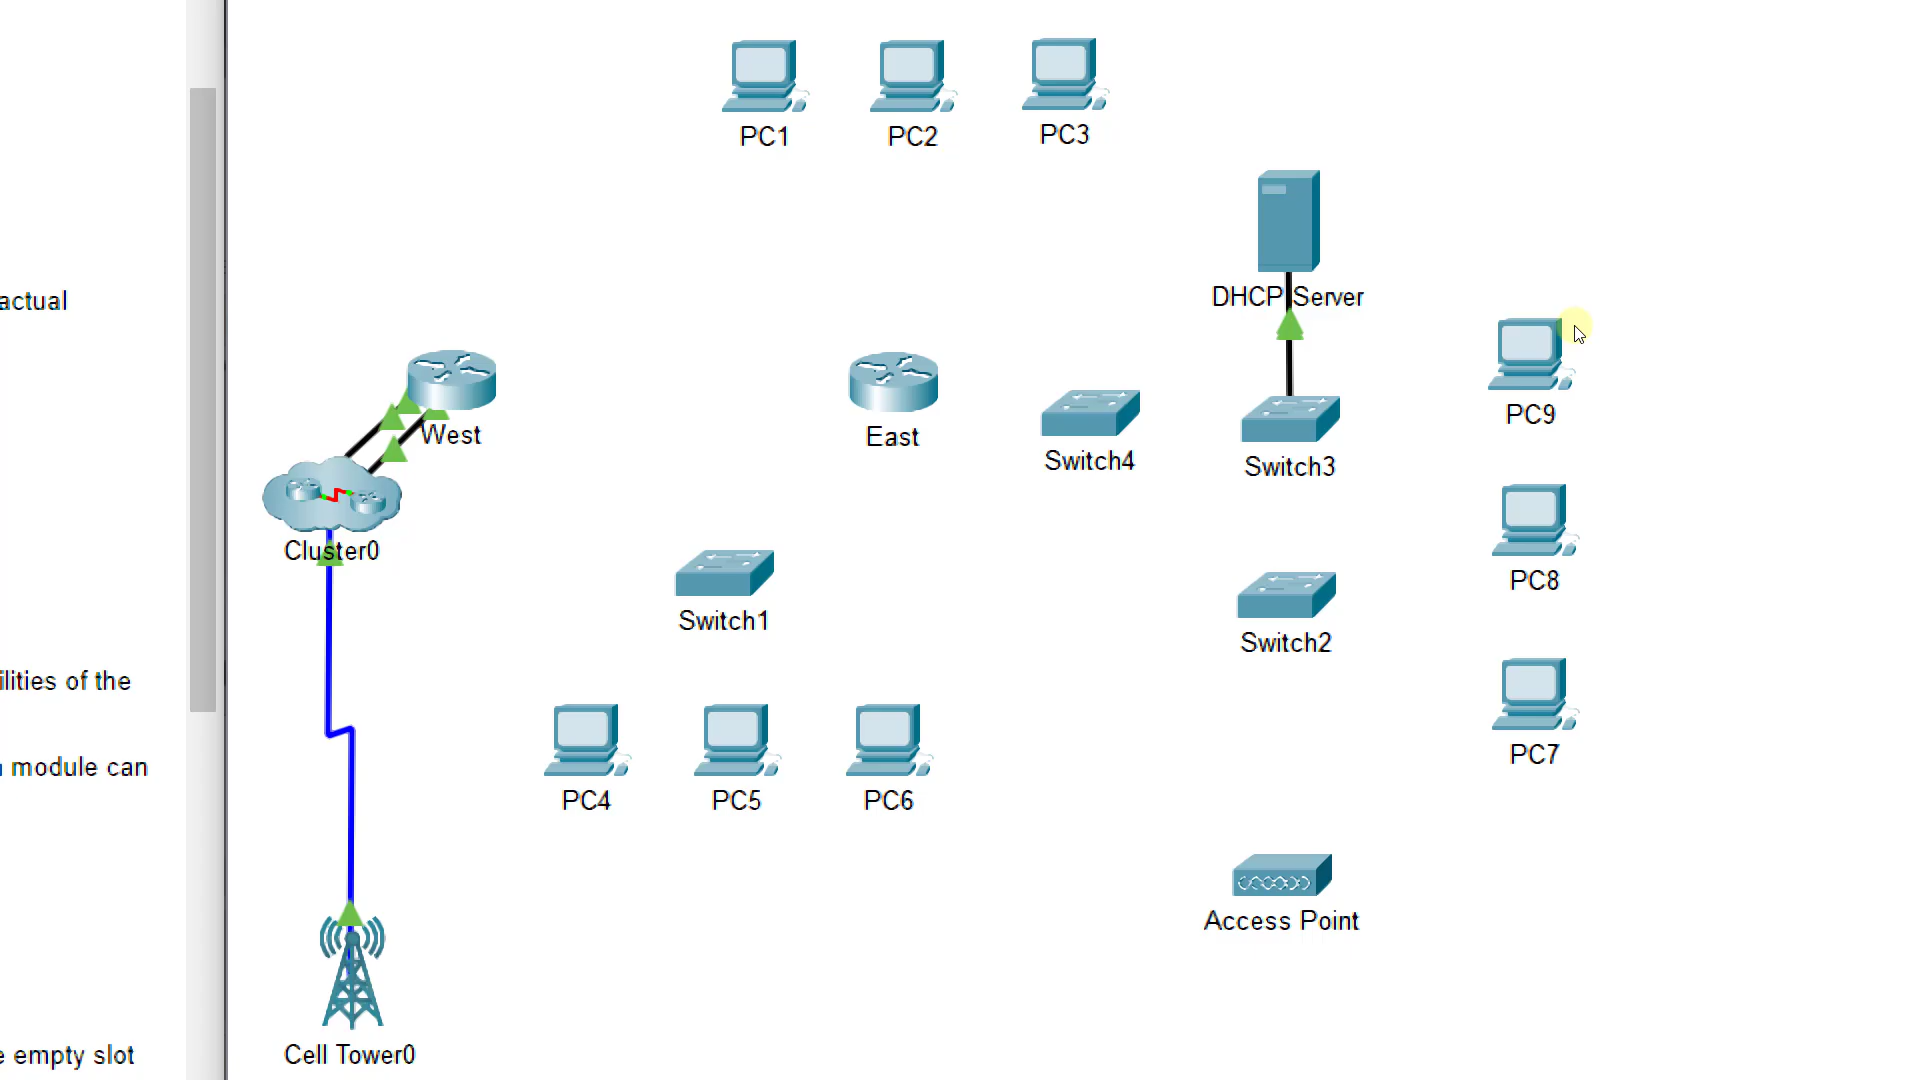 actual
ilities of the
module can
e empty slot
PC1
PC2
PC3
DHCP Server
PC9
West
East
Switch4
Switch3
Cluster0
PC8
Switch1
Switch2
PC7
PC4
PC5
PC6
Access Point
Cell Tower0